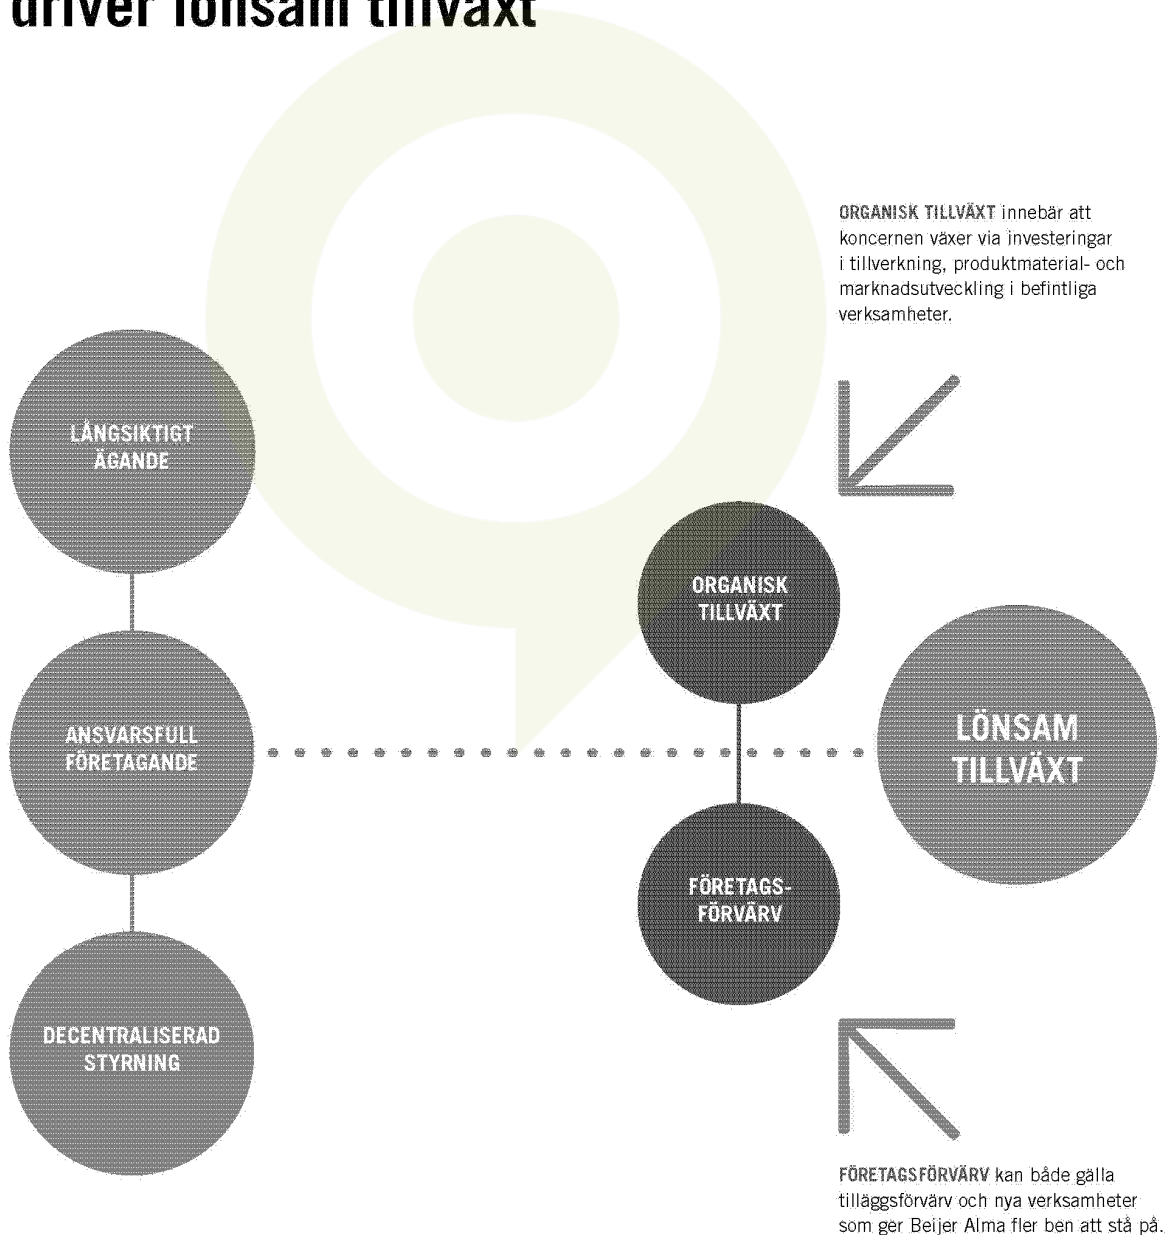 driver lönsam tillväxt
ORGANISK TILLVÄXT innebär att
koncernen växer via investeringar
i tillverkning, produktmaterial- och
marknadsutveckling i befintliga
verksamheter.
LÅNGSIKTIGT
ÄGANDE
ORGANISK
TILLVÄXT
ANSVARSFULL
FÖRETAGANDE
LÖNSAM
TILLVÄXT
FÖRETAGS-
FÖRVÄRV
DECENTRALISERAD
STYRNING
FÖRETAGSFÖRVÄRV kan både gälla
tilläggsförvärv och nya verksamheter
som ger Beijer Alma fler ben att stå på.